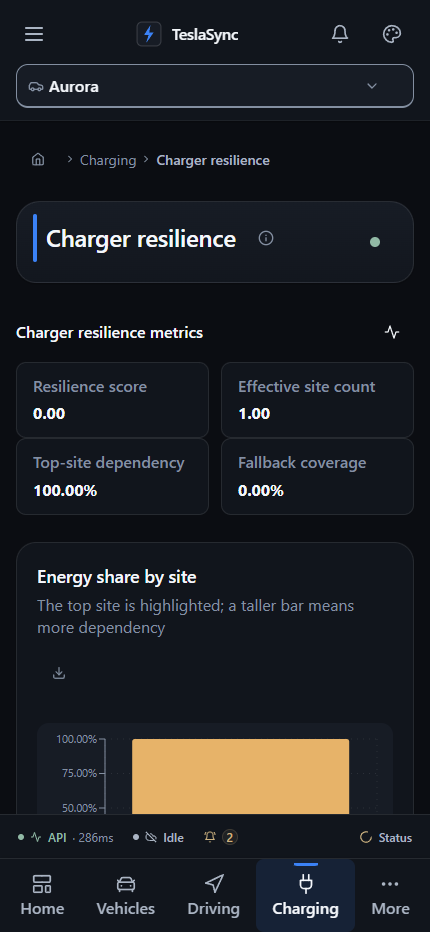 TeslaSync
Aurora
Charging
Charger resilience
Charger resilience
Charger resilience metrics
Resilience score
0.00
Effective site count
1.00
Top-site dependency
100.00%
Fallback coverage
0.00%
Energy share by site
The top site is highlighted; a taller bar means
more dependency
100.00%
75.00%
50.00%
API · 286ms
Idle
2
Status
Home
Vehicles
Driving
Charging
More